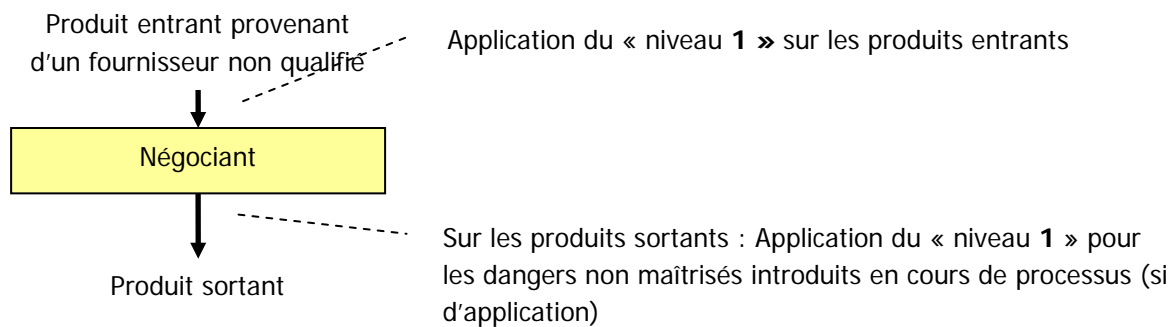 Produit entrant provenant
d'un fournisseur non qualifié
Application du « niveau 1 » sur les produits entrants
Négociant
Sur les produits sortants : Application du « niveau 1 » pour
les dangers non maîtrisés introduits en cours de processus (si
d'application)
Produit sortant